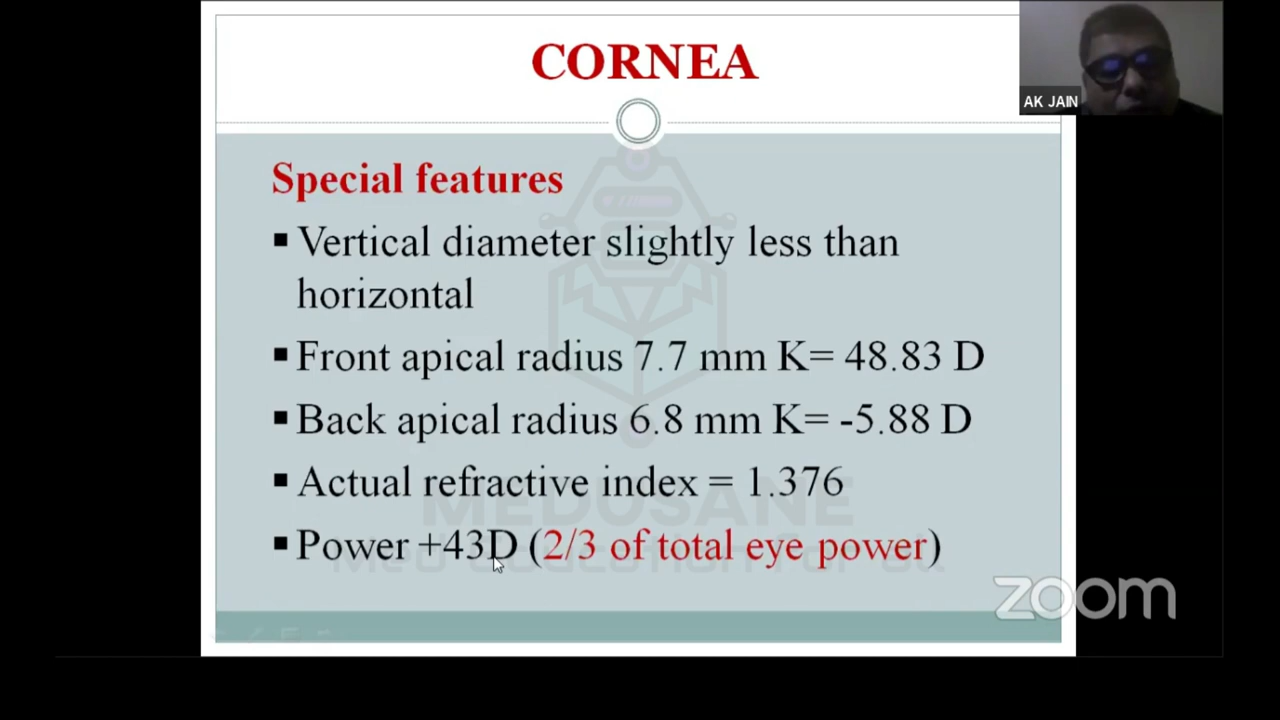 CORNEA
AK JAIN
Special features
▪ Vertical diameter slightly less than
horizontal
▪ Front apical radius 7.7 mm K= 48.83 D
▪ Back apical radius 6.8 mm K= -5.88 D
▪ Actual refractive index = 1.376
MEDUSANE
▪ Power +43D (2/3 of total eye power)
zoom